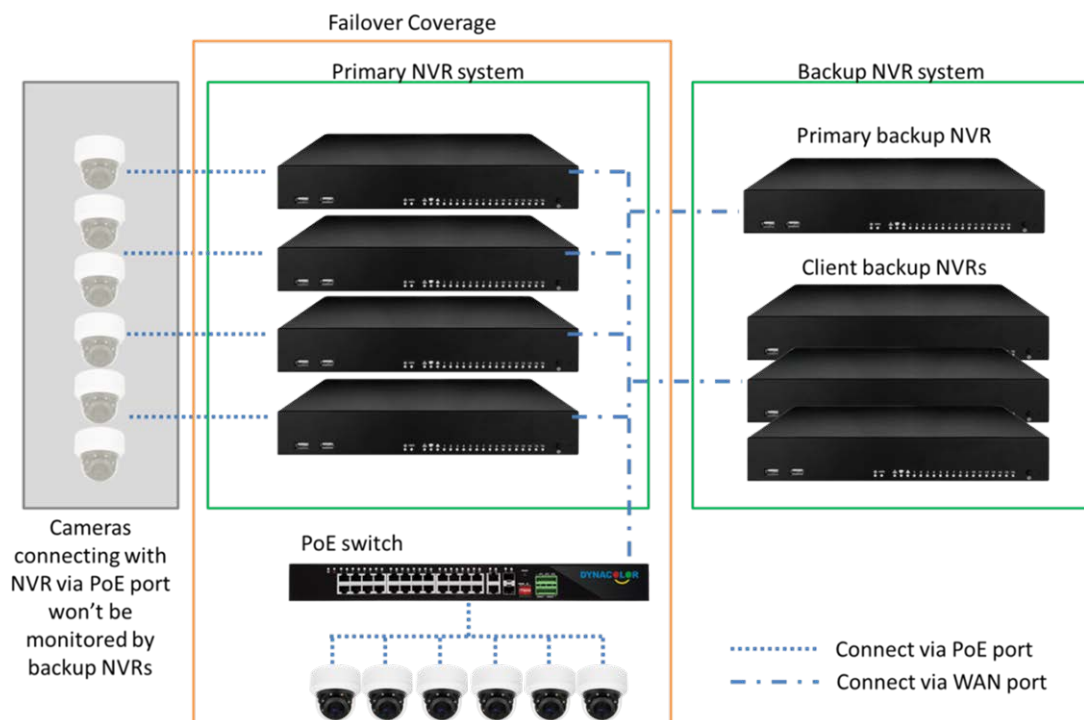 Failover Coverage
Primary NVR system
Backup NVR system
Primary backup NVR
Client backup NVRs
Cameras
connecting with
NVR via PoE port
won't be
monitored by
backup NVRs
PoE switch
DYNACOLOR
Connect via PoE port
Connect via WAN port